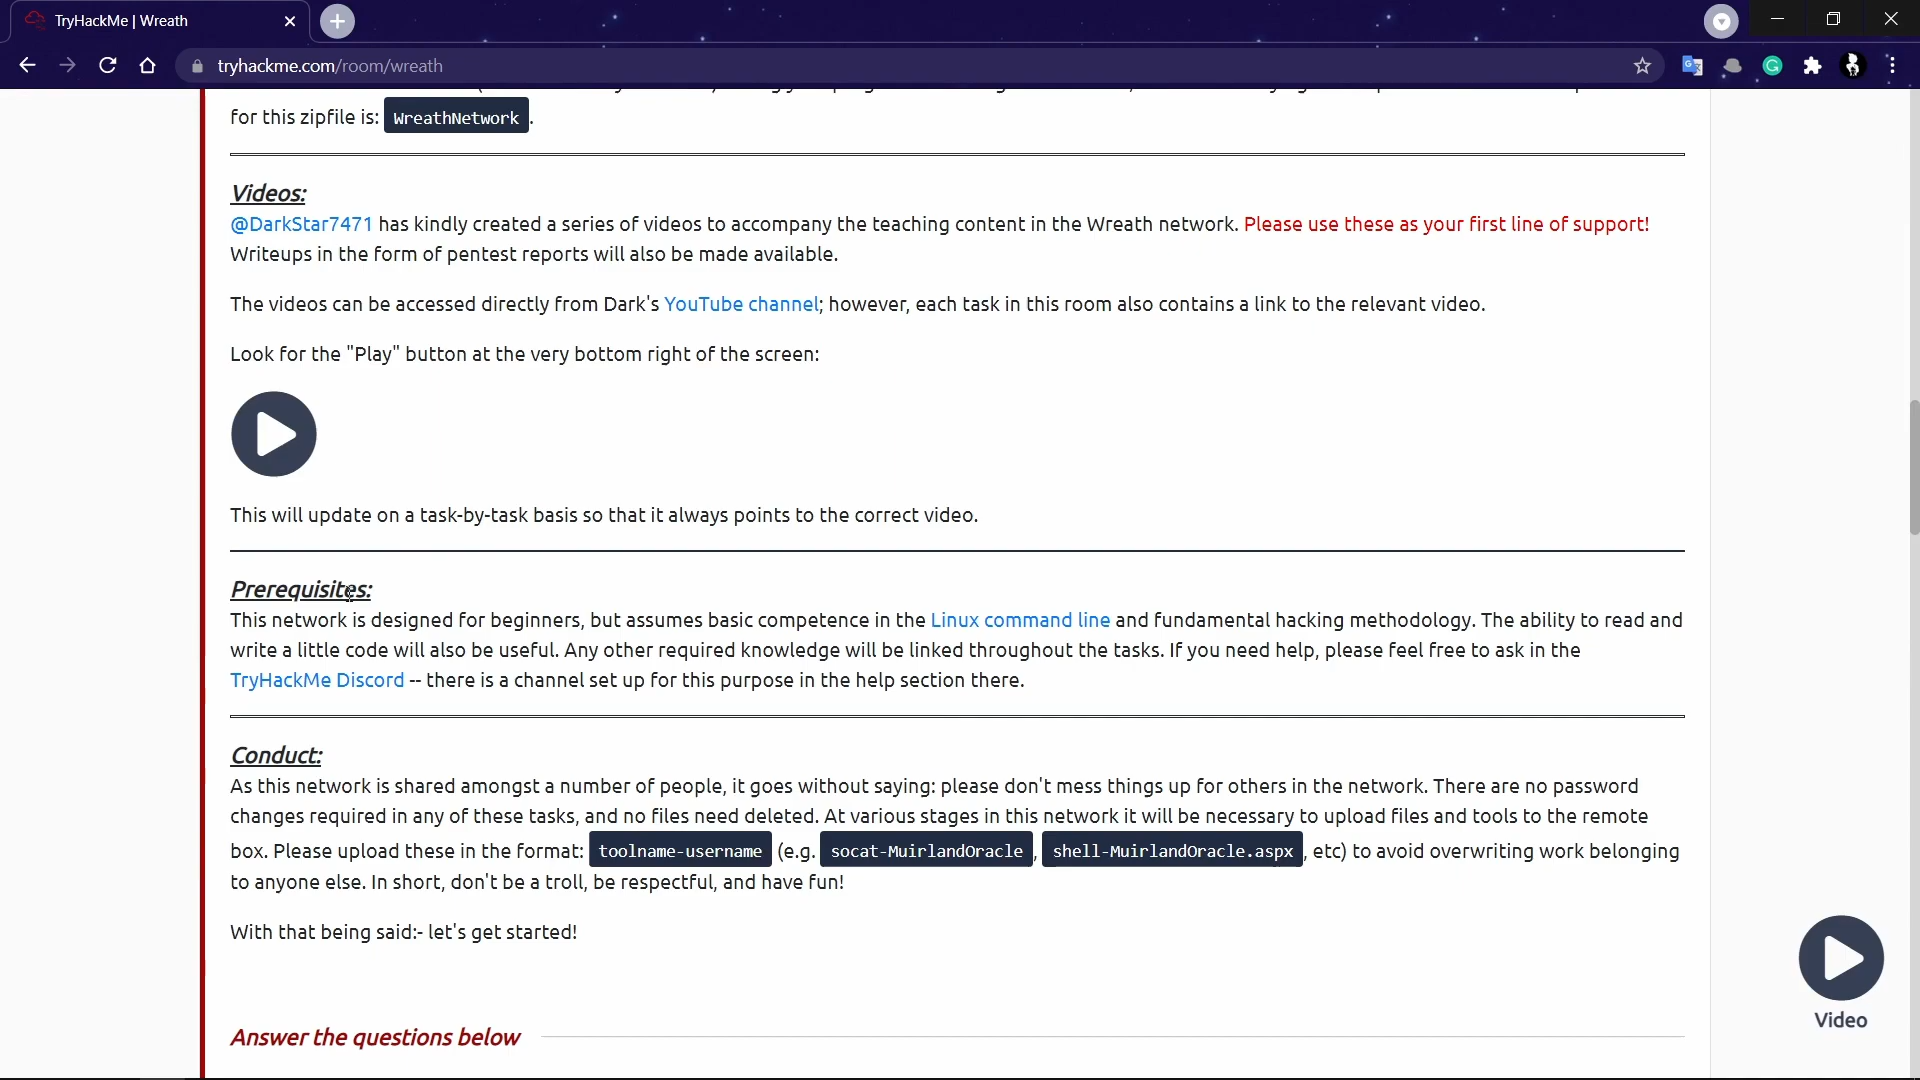 TryHackMe | Wreath
tryhackme.com/room/wreath
for this zipfile is: WreathNetwork.
Videos:
@DarkStar7471 has kindly created a series of videos to accompany the teaching content in the Wreath network. Please use these as your first line of support!
Writeups in the form of pentest reports will also be made available.
The videos can be accessed directly from Dark's YouTube channel; however, each task in this room also contains a link to the relevant video.
Look for the "Play" button at the very bottom right of the screen:
This will update on a task-by-task basis so that it always points to the correct video.
Prerequisites:
This network is designed for beginners, but assumes basic competence in the Linux command line and fundamental hacking methodology. The ability to read and
write a little code will also be useful. Any other required knowledge will be linked throughout the tasks. If you need help, please feel free to ask in the
TryHackMe Discord -- there is a channel set up for this purpose in the help section there.
Conduct:
As this network is shared amongst a number of people, it goes without saying: please don't mess things up for others in the network. There are no password
changes required in any of these tasks, and no files need deleted. At various stages in this network it will be necessary to upload files and tools to the remote
box. Please upload these in the format: toolname-username (e.g. socat-MuirlandOracle, shell-MuirlandOracle.aspx, etc) to avoid overwriting work belonging
to anyone else. In short, don't be a troll, be respectful, and have fun!
With that being said:- let's get started!
Video
Answer the questions below